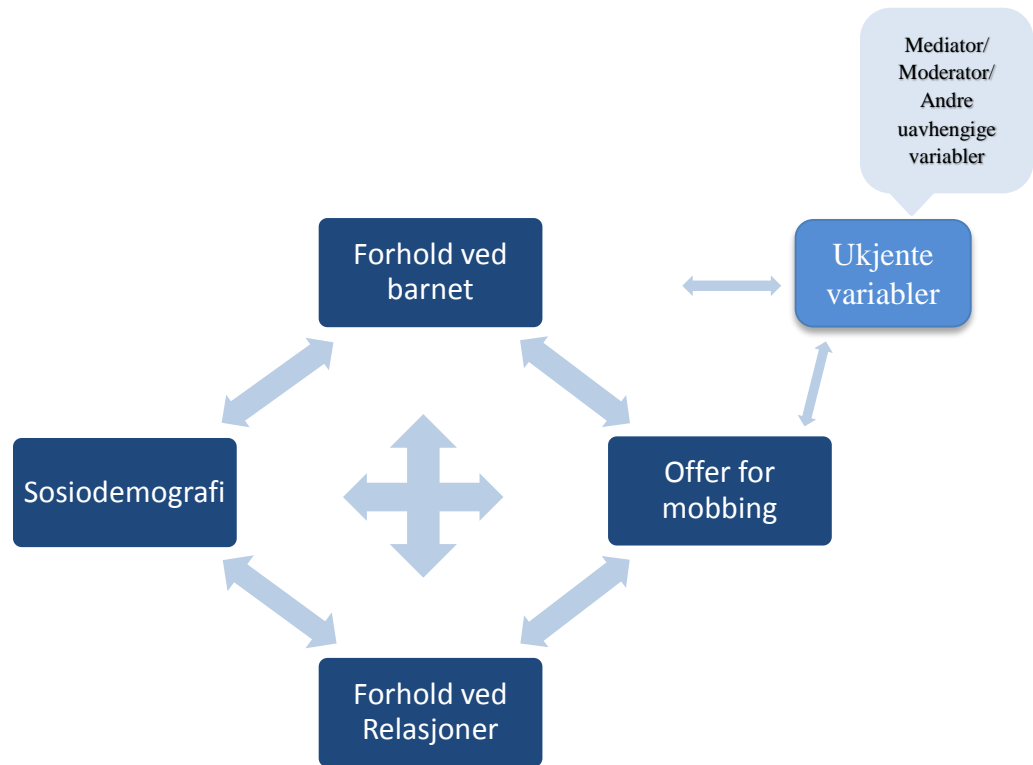 Mediator/
Moderator/
Andre
uavhengige
variabler
Forhold ved
barnet
Ukjente
variabler
Sosiodemografi
Offer for
mobbing
Forhold ved
Relasjoner